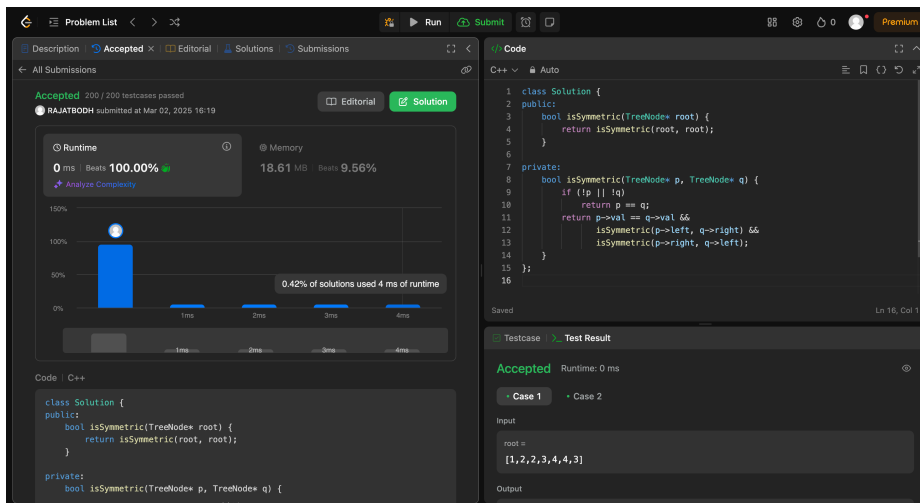 Problem List
Run
Submit
0
Premium
Description
Accepted
Editorial
Solutions
Submissions
All Submissions
Accepted 200 / 200 testcases passed
RAJATBODH submitted at Mar 02, 2025 16:19
Editorial
Solution
Runtime
0 ms Beats 100.00%
Analyze Complexity
Memory
18.61 MB Beats 9.56%
150%
100%
50%
0%
0.42% of solutions used 4 ms of runtime
1ms 2ms 3ms 4ms
1ms 2ms 3ms 4ms
Code C++
class Solution {
public:
    bool isSymmetric(TreeNode* root) {
        return isSymmetric(root, root);
    }
private:
    bool isSymmetric(TreeNode* p, TreeNode* q) {
</> Code
C++ Auto
1 class Solution {
2 public:
3     bool isSymmetric(TreeNode* root) {
4         return isSymmetric(root, root);
5     }
6
7 private:
8     bool isSymmetric(TreeNode* p, TreeNode* q) {
9         if (!p || !q)
10             return p == q;
11         return p->val == q->val &&
12                isSymmetric(p->left, q->right) &&
13                isSymmetric(p->right, q->left);
14     }
15 };
16
Saved
Ln 16, Col 1
Testcase
>_ Test Result
Accepted Runtime: 0 ms
• Case 1
• Case 2
Input
root =
[1,2,2,3,4,4,3]
Output